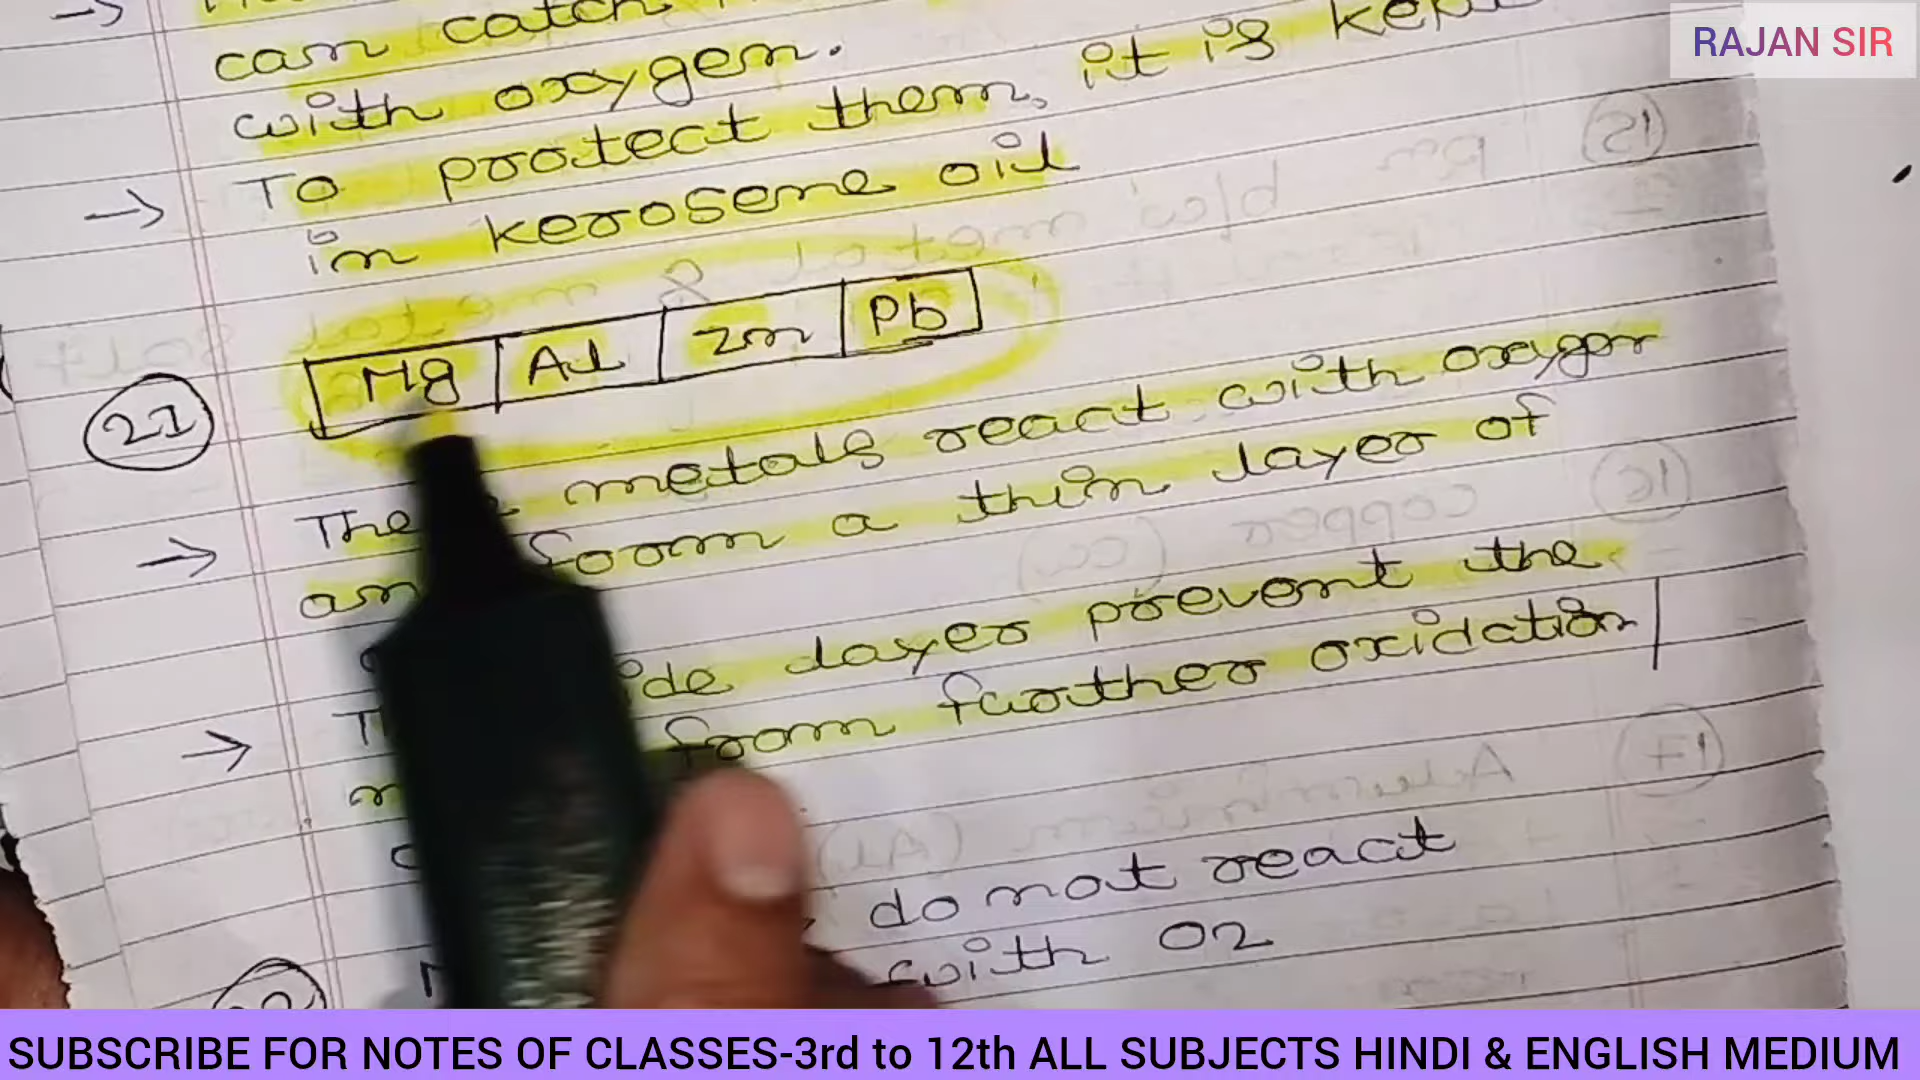 RAJAN SIR
can catch
with oxygen.
→ To protect them, it is kept
in kerosene oil
21 Mg Al Zn Pb
→ These metals react with oxygen
and form a thin layer of
→ layer prevent the
from further oxidation
do not react
with O2
SUBSCRIBE FOR NOTES OF CLASSES-3rd to 12th ALL SUBJECTS HINDI & ENGLISH MEDIUM